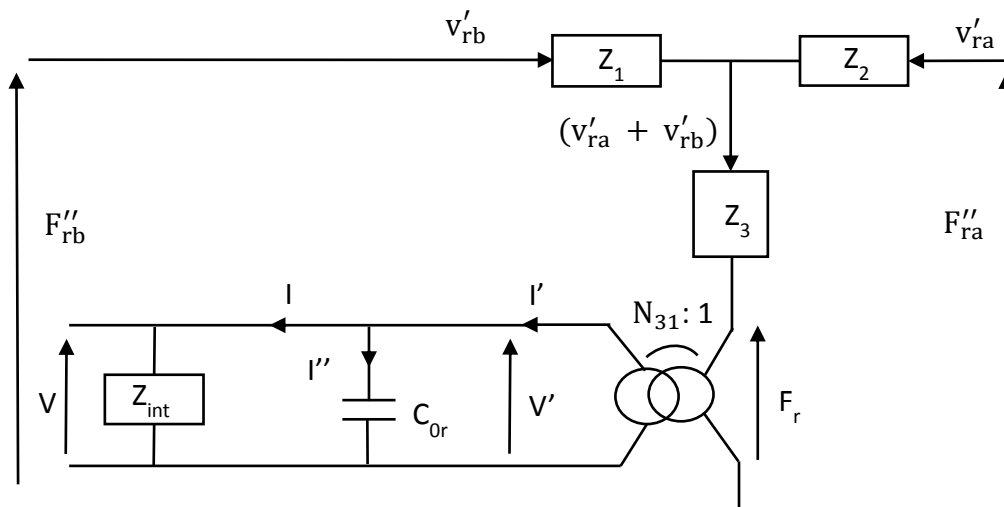 v′rb
v′ra
Z1
Z2
(v′ra + v′rb)
Z3
F′′rb
F′′ra
I
I’
N31: 1
I’’
V
Zint
C0r
V’
Fr